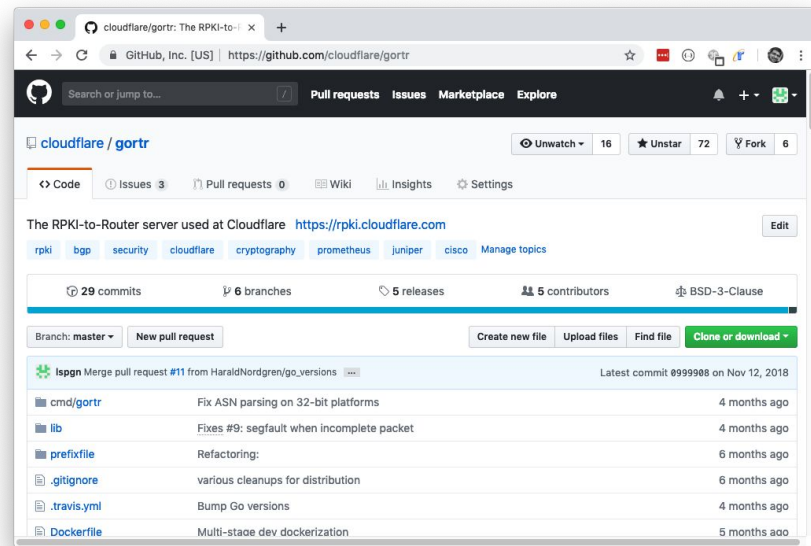 cloudflare/gortr: The RPKI-to-R
GitHub, Inc. [US] | https://github.com/cloudflare/gortr
Search or jump to... / Pull requests Issues Marketplace Explore
cloudflare / gortr Unwatch 16 Unstar 72 Fork 6
Code Issues 3 Pull requests 0 Wiki Insights Settings
The RPKI-to-Router server used at Cloudflare https://rpki.cloudflare.com Edit
rpki bgp security cloudflare cryptography prometheus juniper cisco Manage topics
29 commits 6 branches 5 releases 5 contributors BSD-3-Clause
Branch: master New pull request Create new file Upload files Find file Clone or download
lspgn Merge pull request #11 from HaraldNordgren/go_versions ... Latest commit 0999908 on Nov 12, 2018
cmd/gortr Fix ASN parsing on 32-bit platforms 4 months ago
lib Fixes #9: segfault when incomplete packet 4 months ago
prefixfile Refactoring: 6 months ago
.gitignore various cleanups for distribution 6 months ago
.travis.yml Bump Go versions 4 months ago
Dockerfile Multi-stage dev dockerization 5 months ago